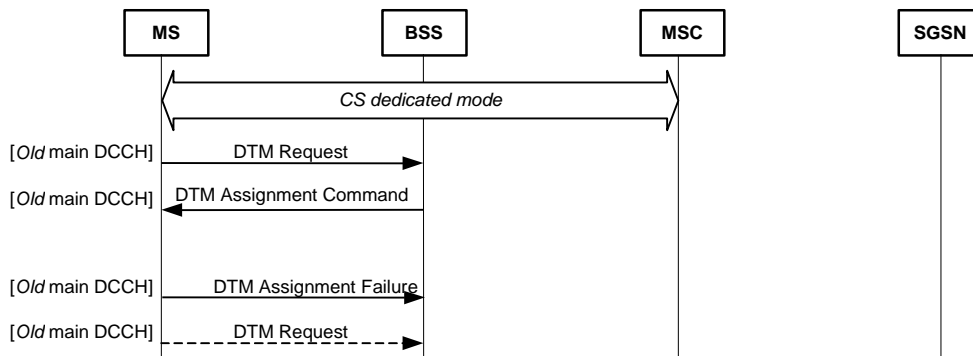 MS BSS MSC SGSN
CS dedicated mode
[Old main DCCH] DTM Request
[Old main DCCH] DTM Assignment Command
[Old main DCCH] DTM Assignment Failure
[Old main DCCH] DTM Request